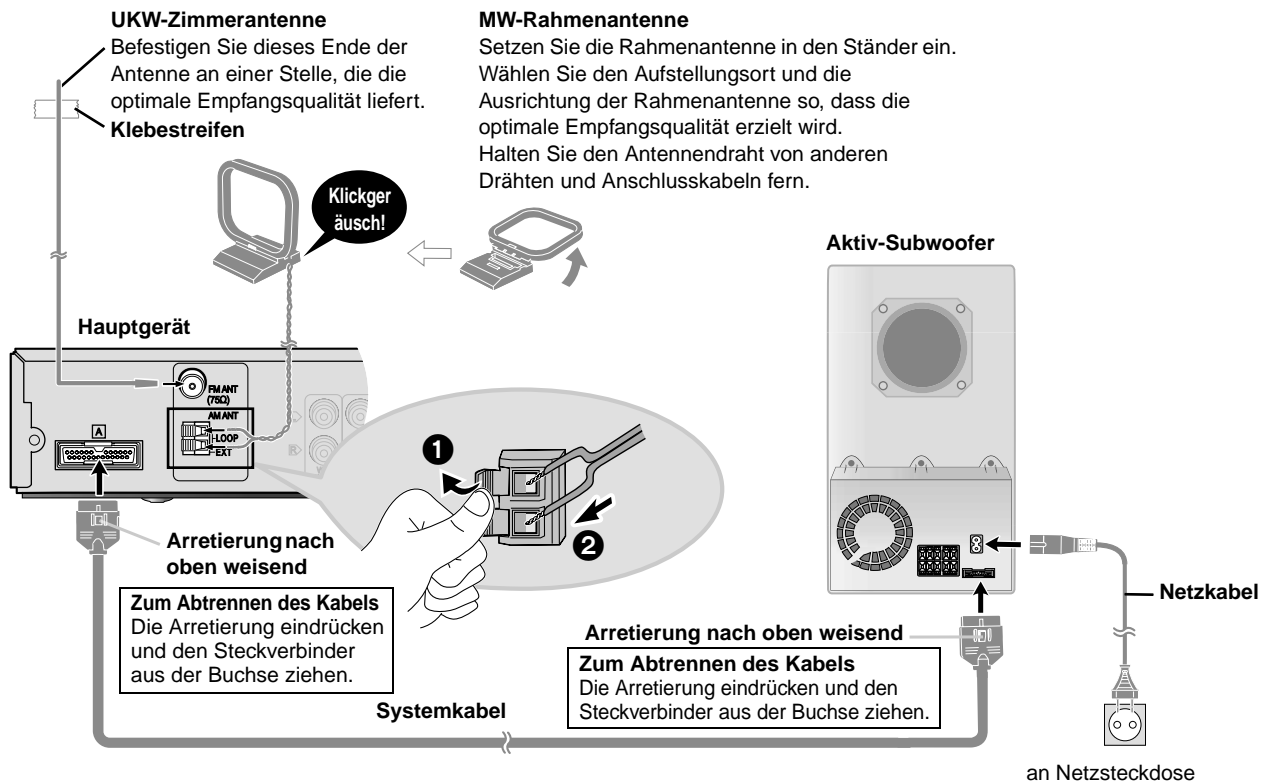 UKW-Zimmerantenne
Befestigen Sie dieses Ende der
Antenne an einer Stelle, die die
optimale Empfangsqualität liefert.
Klebestreifen
MW-Rahmenantenne
Setzen Sie die Rahmenantenne in den Ständer ein.
Wählen Sie den Aufstellungsort und die
Ausrichtung der Rahmenantenne so, dass die
optimale Empfangsqualität erzielt wird.
Halten Sie den Antennendraht von anderen
Drähten und Anschlusskabeln fern.
Klickger
äusch!
Aktiv-Subwoofer
Hauptgerät
FM ANT
(75Ω)
AM ANT
LOOP
EXT
A
R
1
2
Arretierung nach
oben weisend
Zum Abtrennen des Kabels
Die Arretierung eindrücken
und den Steckverbinder
aus der Buchse ziehen.
Systemkabel
Arretierung nach oben weisend
Zum Abtrennen des Kabels
Die Arretierung eindrücken und den
Steckverbinder aus der Buchse ziehen.
Netzkabel
an Netzsteckdose